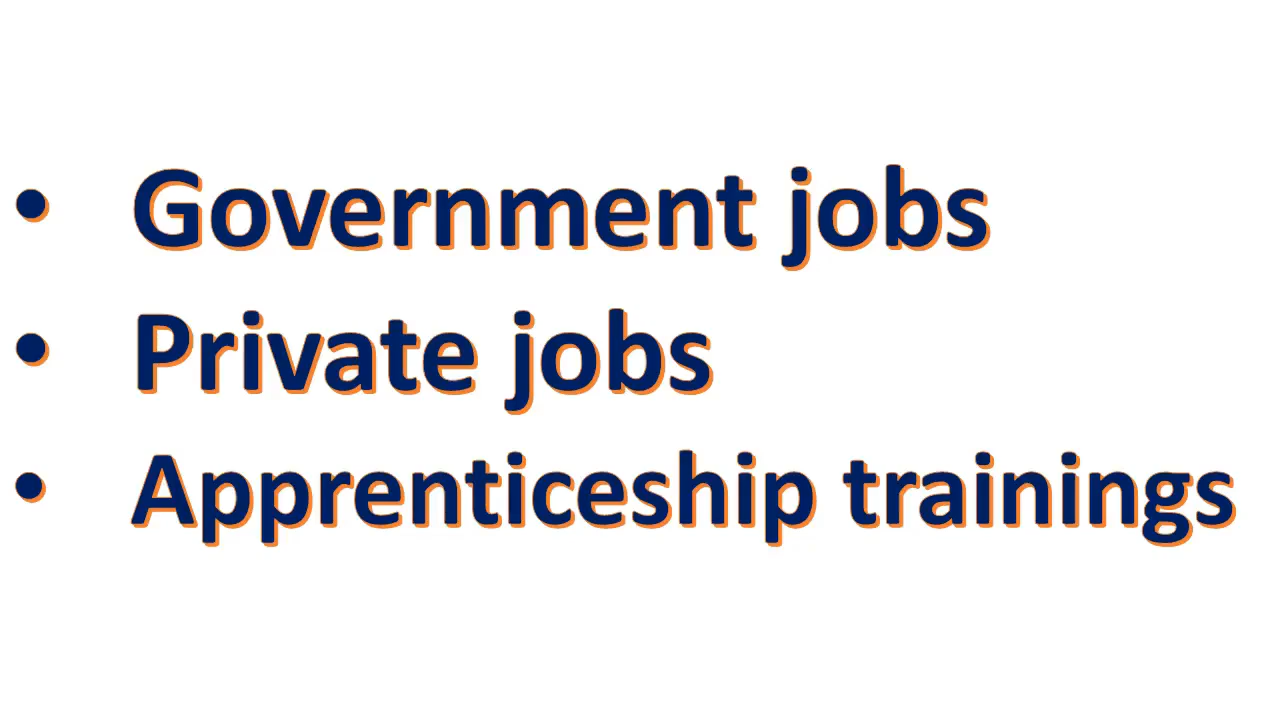 • Government jobs
• Private jobs
• Apprenticeship trainings